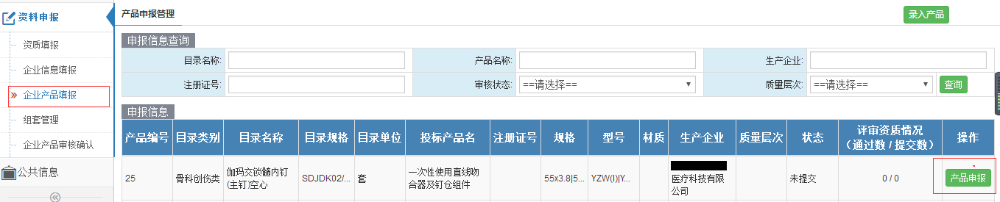 资料申报
资质填报
企业信息填报
企业产品填报
组套管理
企业产品审核确认
公共信息
产品申报管理
录入产品
申报信息查询
目录名称:
产品名称:
生产企业:
注册证号:
审核状态:
==请选择==
质量层次:
==请选择==
查询
申报信息
产品编号
目录类别
目录名称
目录规格
目录单位
投标产品名
注册证号
规格
型号
材质
生产企业
质量层次
状态
评审资质情况
（通过数 / 提交数）
操作
25
骨科创伤类
伽玛交锁髓内钉
(主钉)空心
SDJDK02/...
套
一次性使用直线吻
合器及钉仓组件
55x3.8|5...
YZW(I)|Y...
医疗科技有限
公司
未提交
0 / 0
产品申报